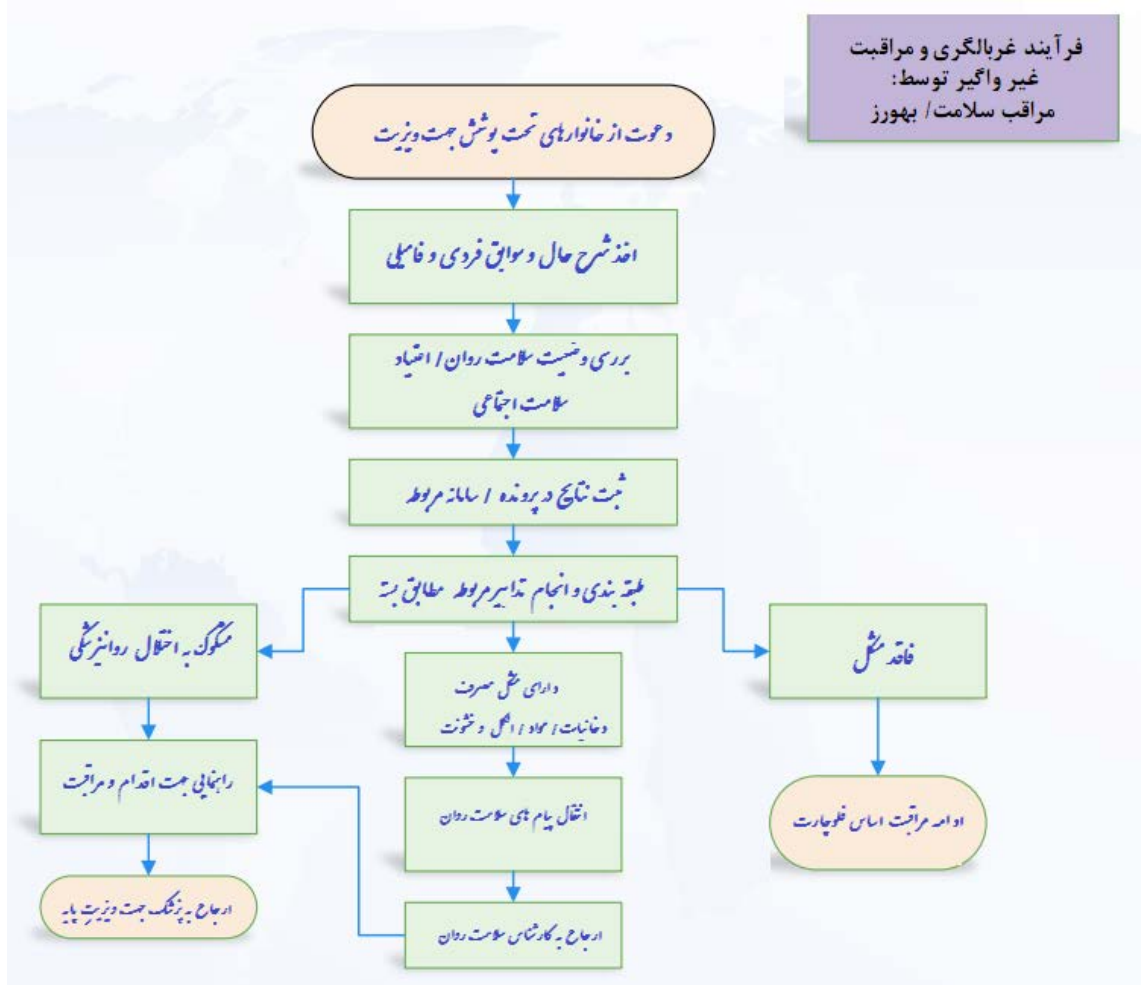 فرآیند غربالگری و مراقبت
غیر واگیر توسط:
مراقب سلامت/ بهورز
دعوت از خانوارهای تحت پوشش جهت ویزیت
اخذ شرح حال و سوابق فردی و فامیلی
بررسی وضعیت سلامت روان / اعتیاد
سلامت اجتماعی
ثبت نتایج در پرونده / سامانه مربوطه
طبقه بندی و انجام تدابیر مربوطه مطابق بسته
مشکوک به اختلال روانپزشکی
دارای مشکل مصرف
دخانیات / مواد / الکل و خشونت
فاقد مشکل
راهنمایی جهت اقدام و مراقبت
انتقال پیام های سلامت روان
ادامه مراقبت اساس فلوچارت
ارجاع به پزشک جهت ویزیت پایه
ارجاع به کارشناس سلامت روان